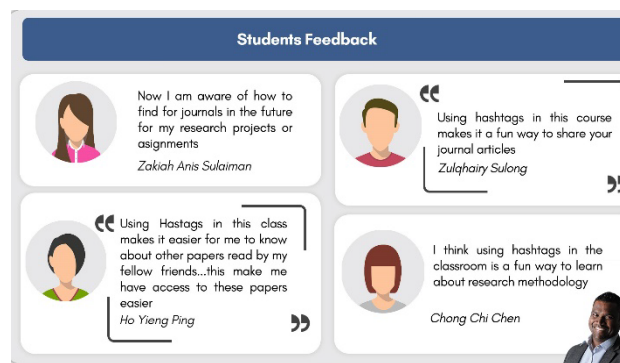 Students Feedback
Now I am aware of how to
find for journals in the future
for my research projects or
asignments
Zakiah Anis Sulaiman
Using hashtags in this course
makes it a fun way to share your
journal articles
Zulqhairy Sulong
Using Hastags in this class
makes it easier for me to know
about other papers read by my
fellow friends...this make me
have access to these papers
easier
Ho Yieng Ping
I think using hashtags in the
classroom is a fun way to learn
about research methodology
Chong Chi Chen